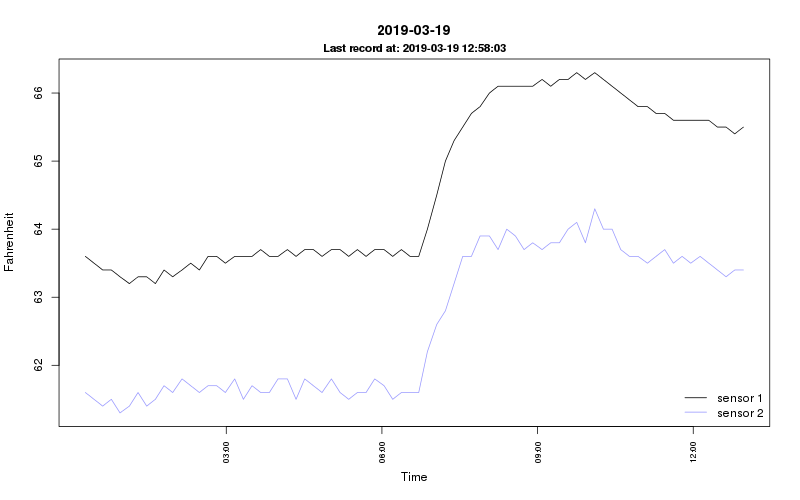 2019-03-19
Last record at: 2019-03-19 12:58:03
Fahrenheit
66
65
64
63
62
sensor 1
sensor 2
03:00
06:00
09:00
12:00
Time